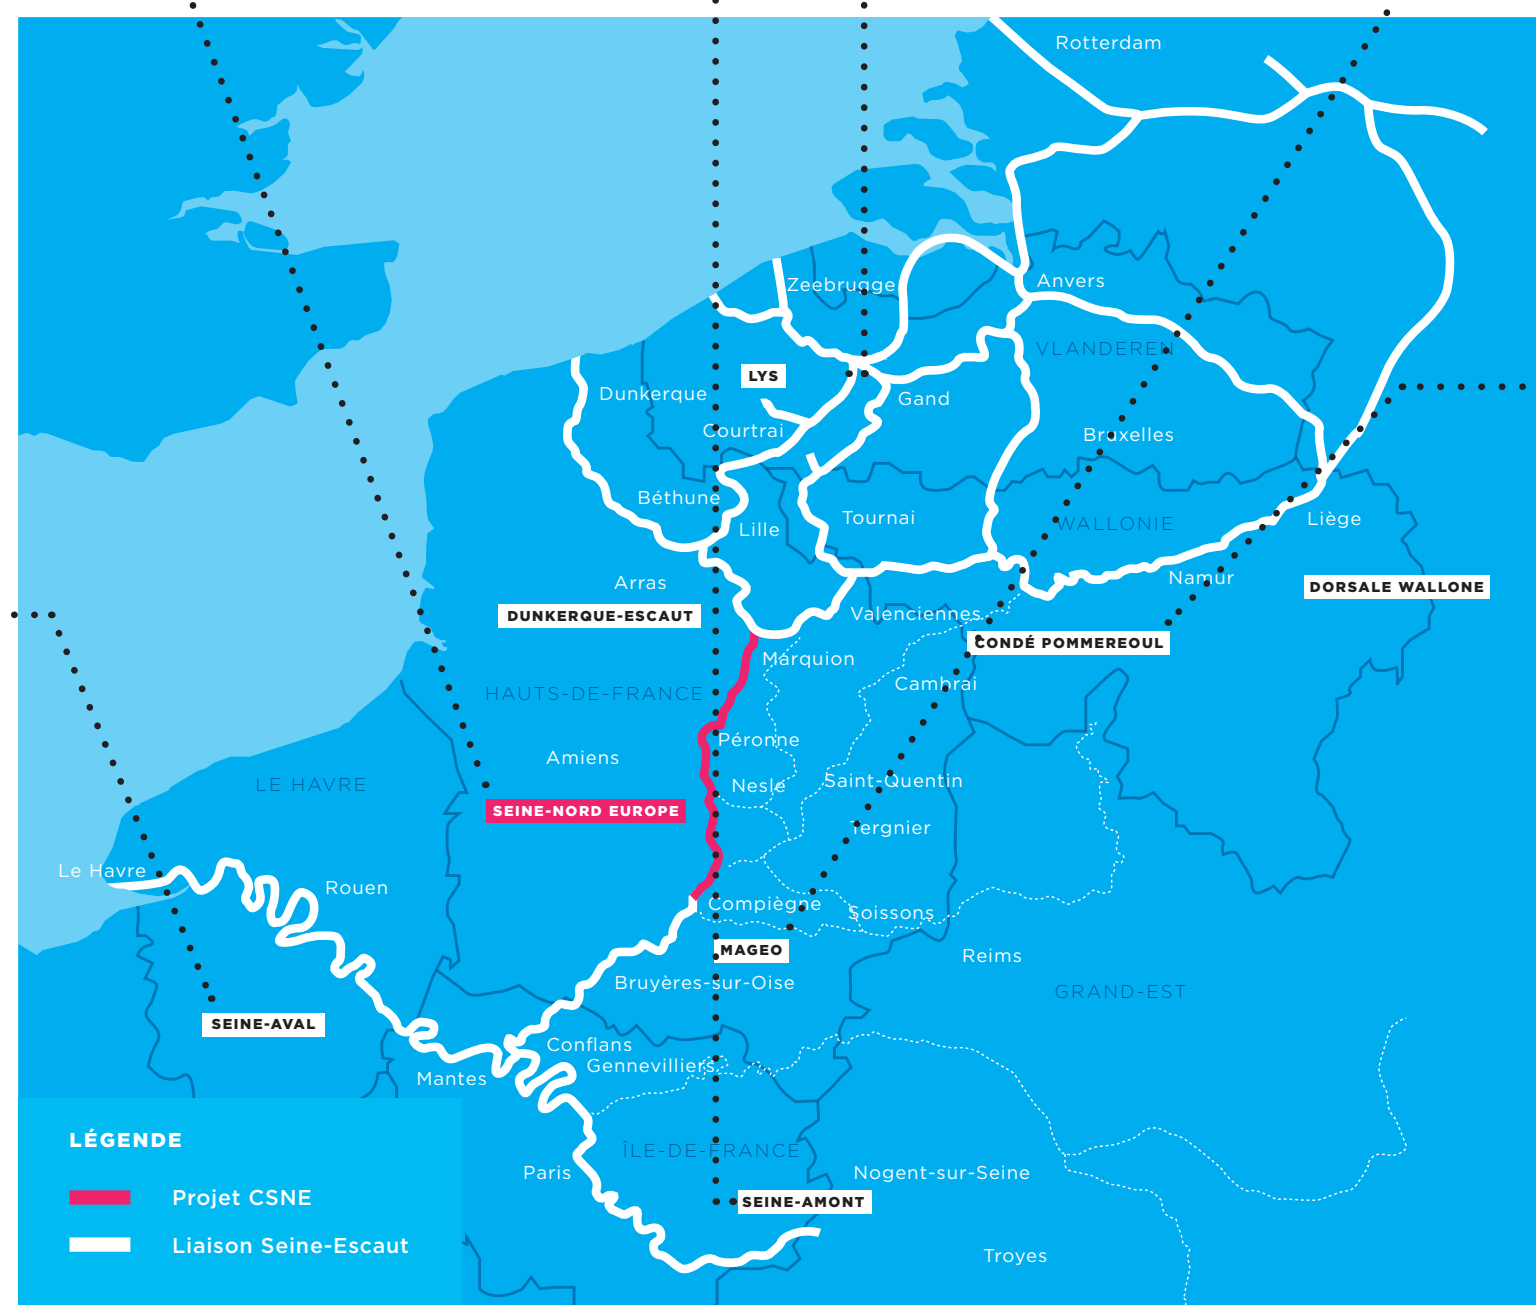 Rotterdam
Zeebrugge
Anvers
VLANDEREN
LYS
Dunkerque
Gand
Courtrai
Bruxelles
Béthune
Lille
Tournai
WALLONIE
Liège
Arras
Namur
DORSALE WALLONE
DUNKERQUE-ESCAUT
Valenciennes
CONDÉ POMMEREOUL
Marquion
Cambrai
HAUTS-DE-FRANCE
Péronne
Amiens
LE HAVRE
Nesle
Saint-Quentin
SEINE-NORD EUROPE
Tergnier
Le Havre
Rouen
Compiègne
Soissons
MAGEO
Reims
Bruyères-sur-Oise
GRAND-EST
SEINE-AVAL
Conflans
Gennevilliers
Mantes
ÎLE-DE-FRANCE
Paris
Nogent-sur-Seine
SEINE-AMONT
Troyes
LÉGENDE
Projet CSNE
Liaison Seine-Escaut